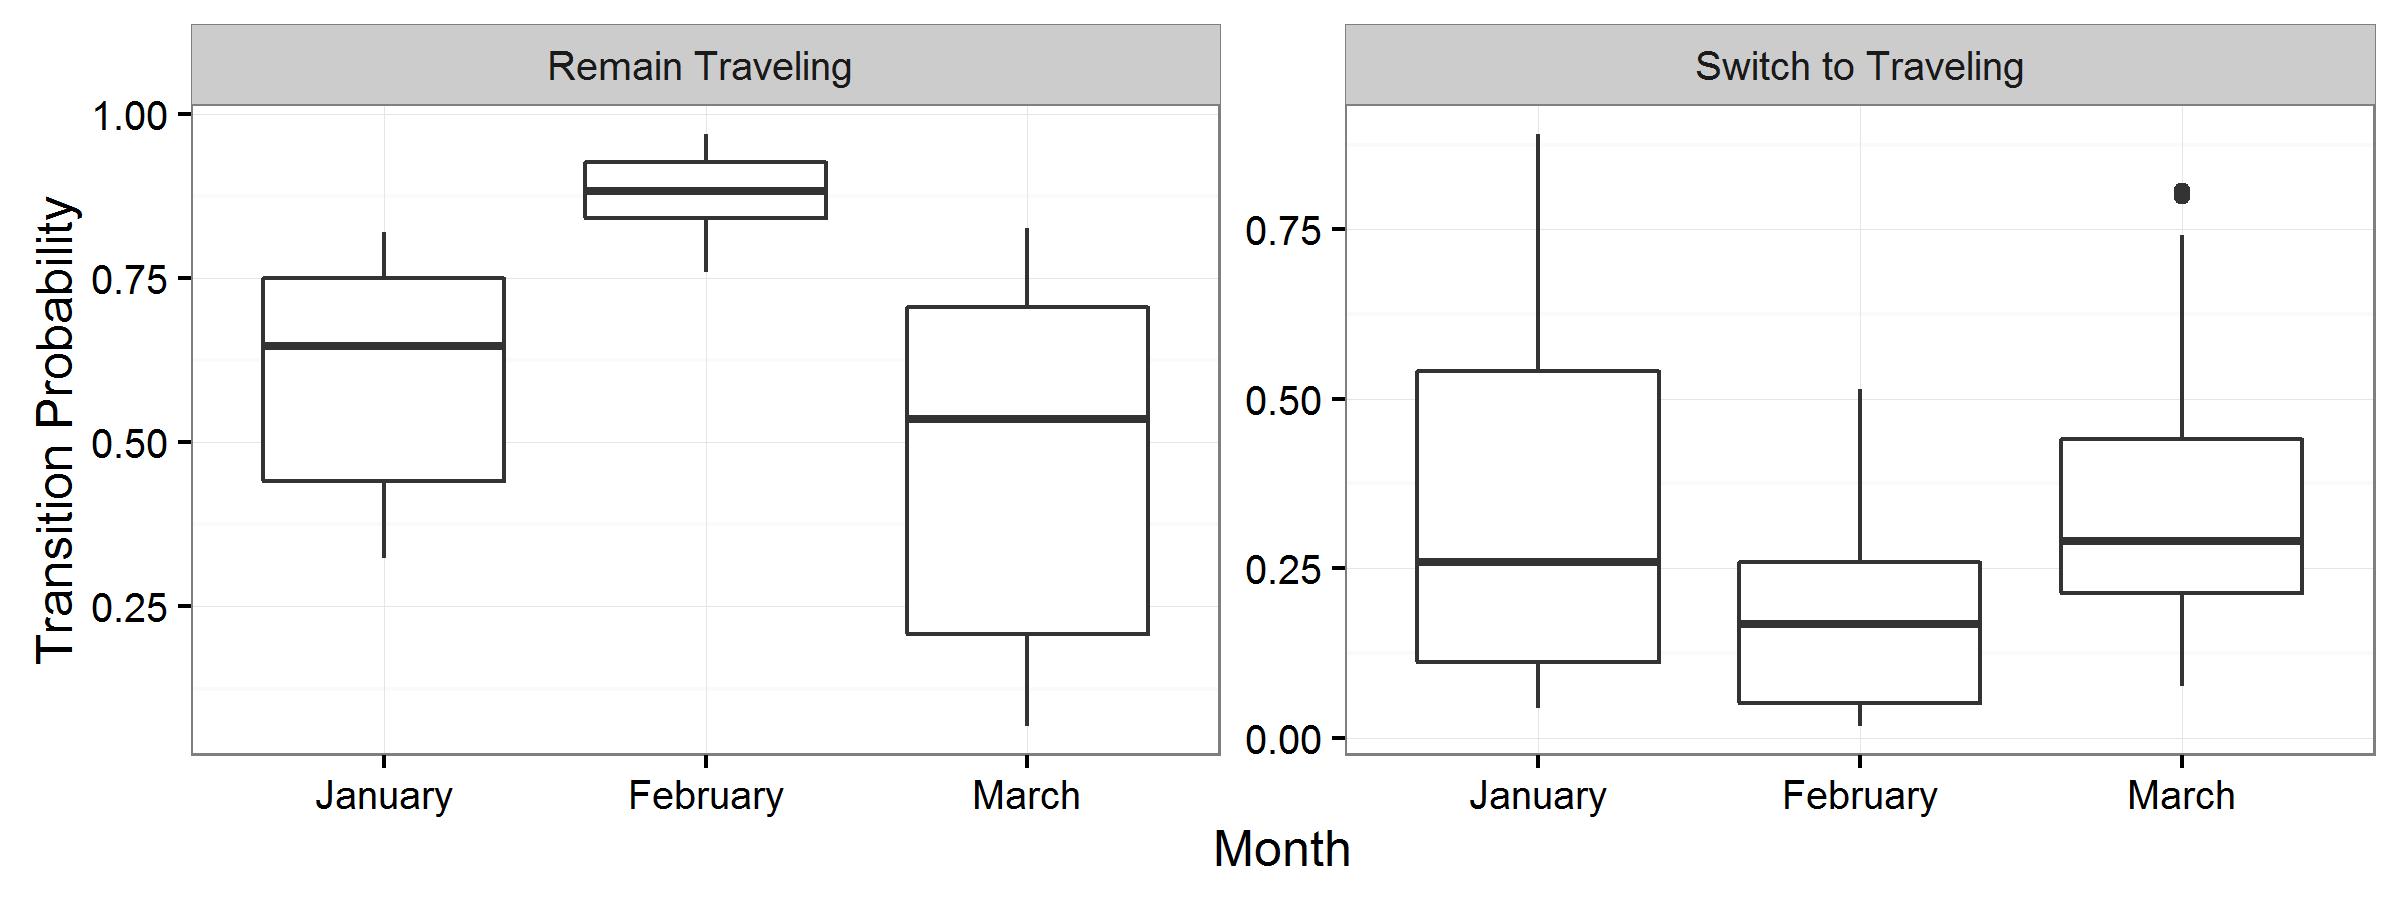 Remain Traveling
Switch to Traveling
Transition Probability
1.00
0.75
0.50
0.25
0.75
0.50
0.25
0.00
January February March
January February March
Month